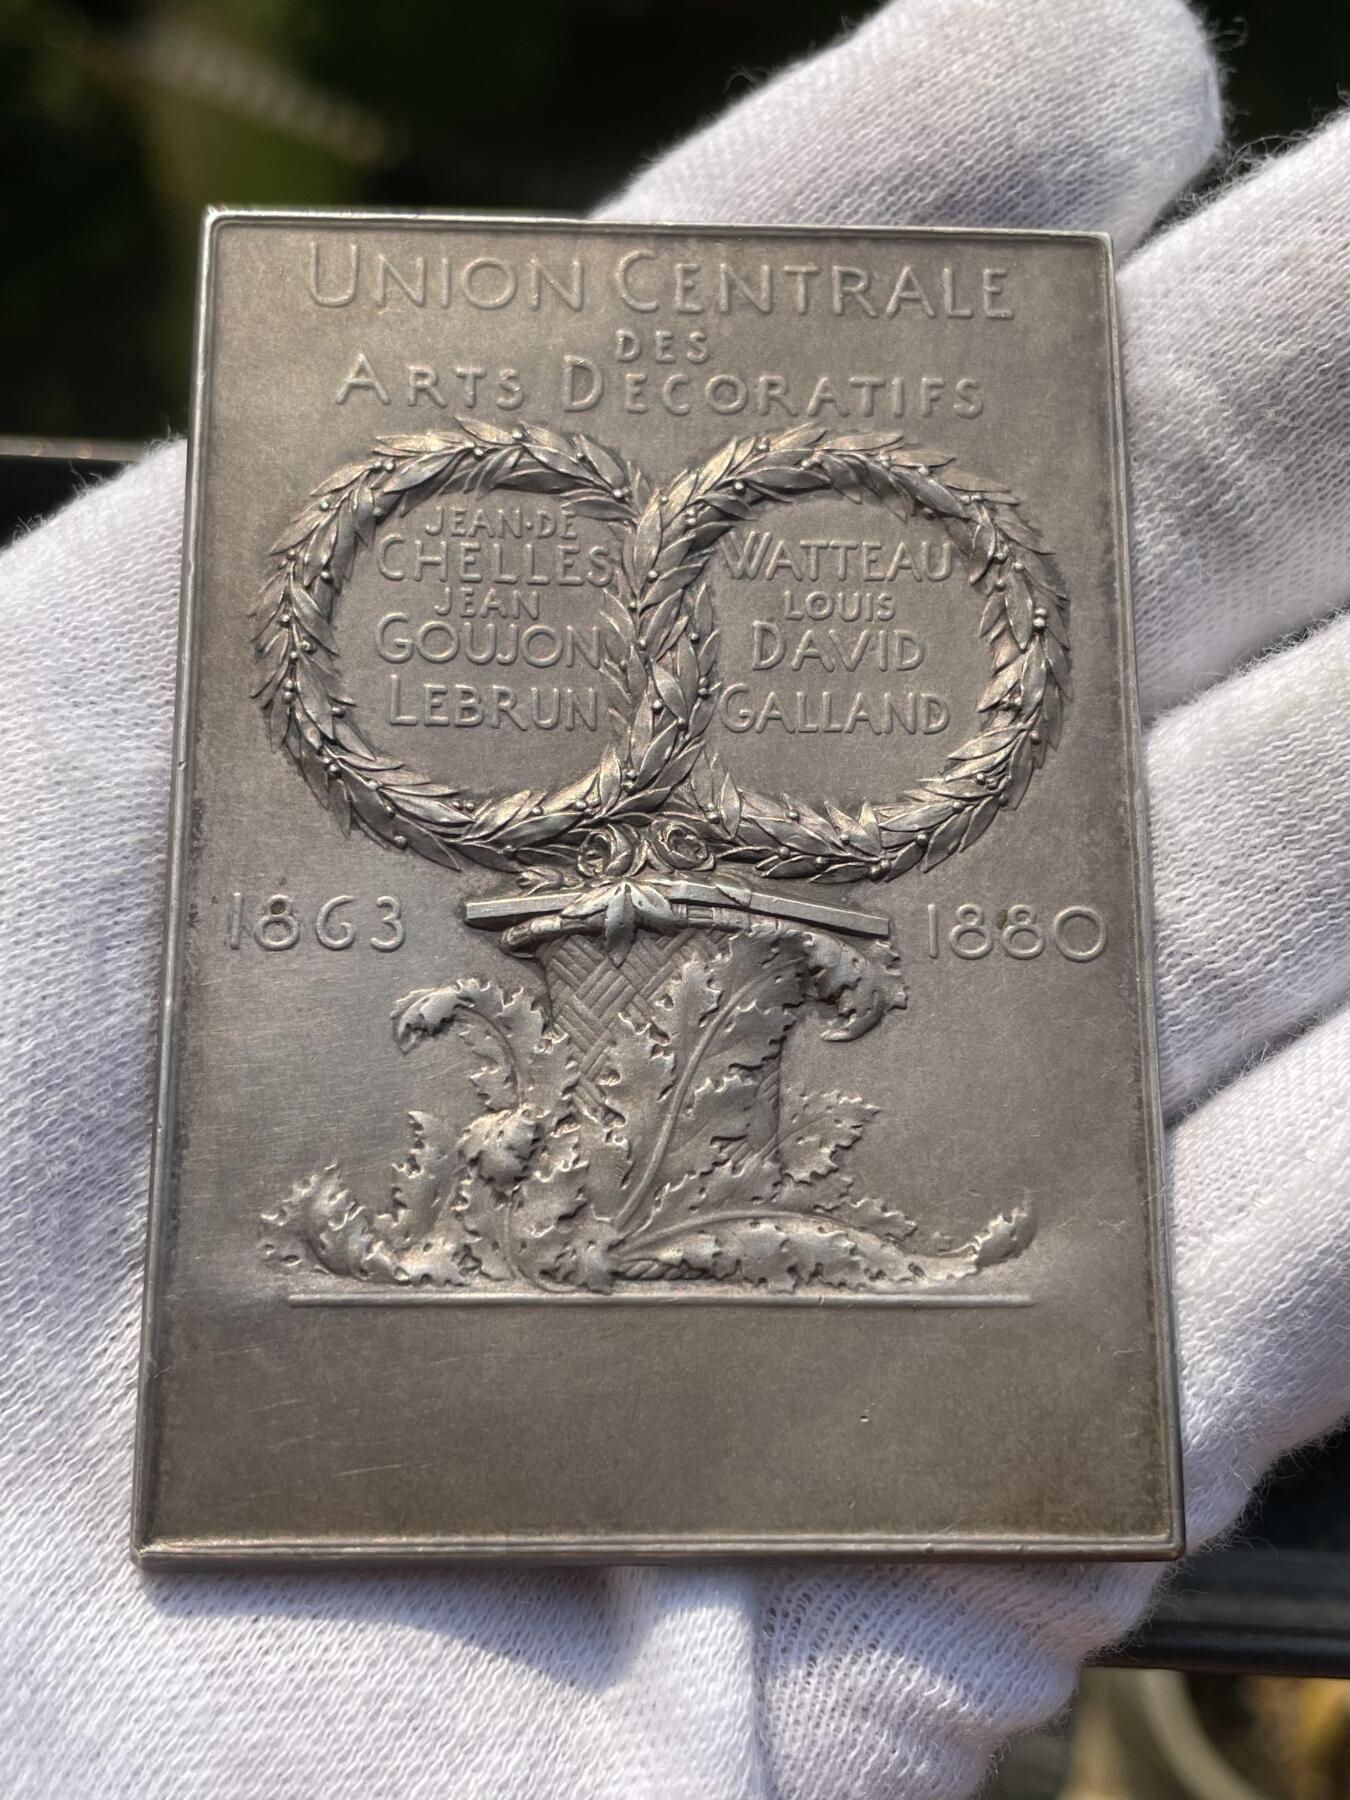 UNION CENTRALE
DES
ARTS DECORATIFS
JEAN·DE
CHELLES
JEAN
GOUJON
LEBRUN
WATTEAU
LOUIS
DAVID
GALLAND
1863
1880